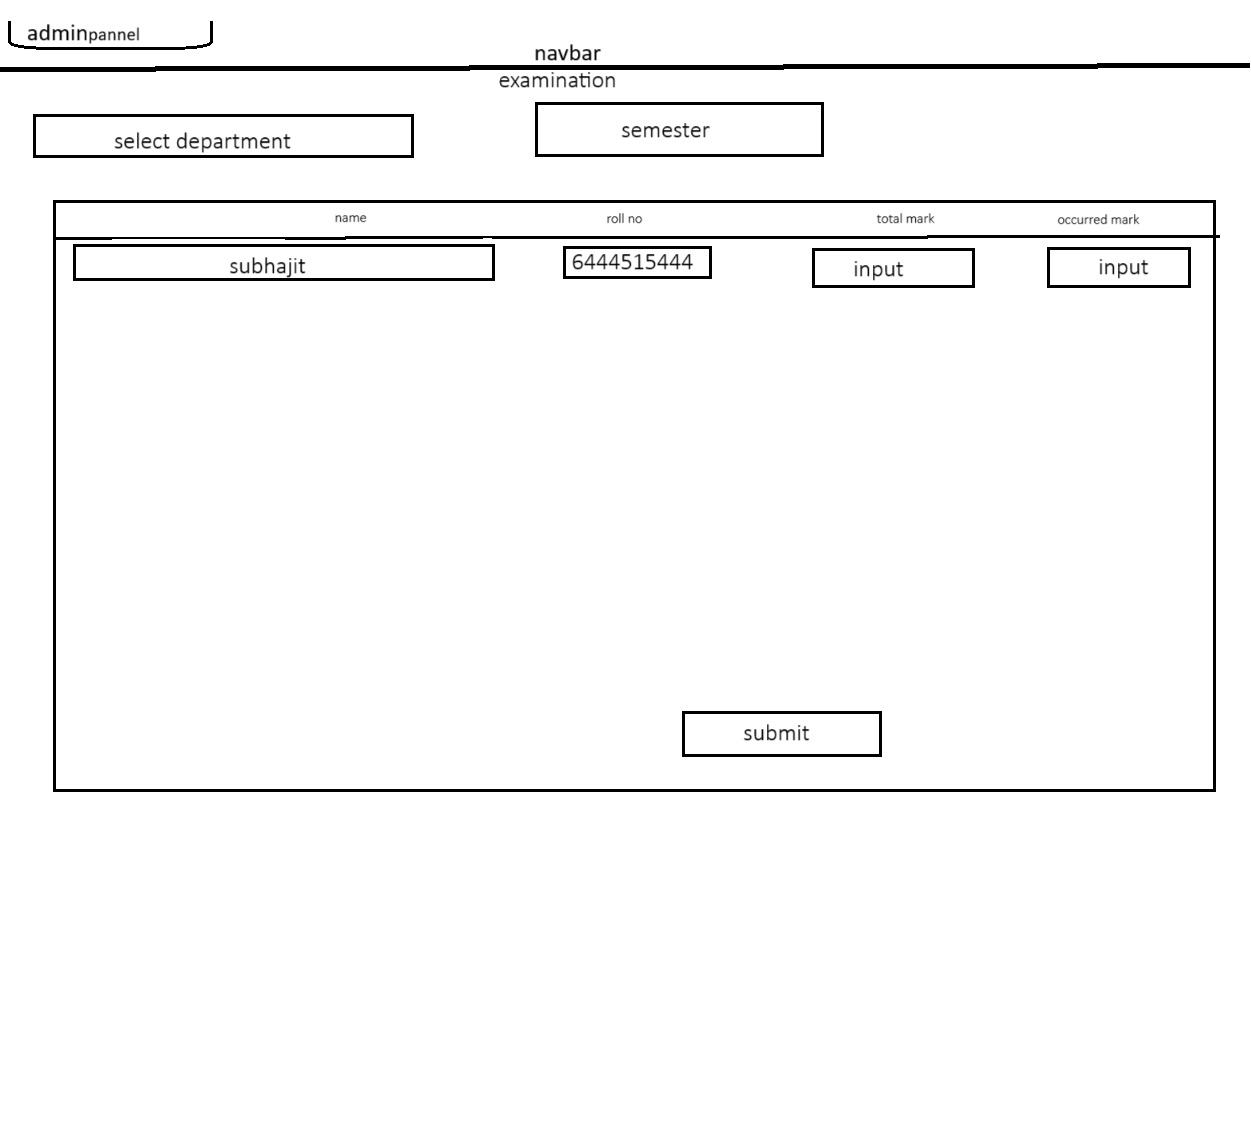 adminpannel
navbar
examination
select department
semester
name roll no total mark occurred mark
subhajit 6444515444 input input
submit